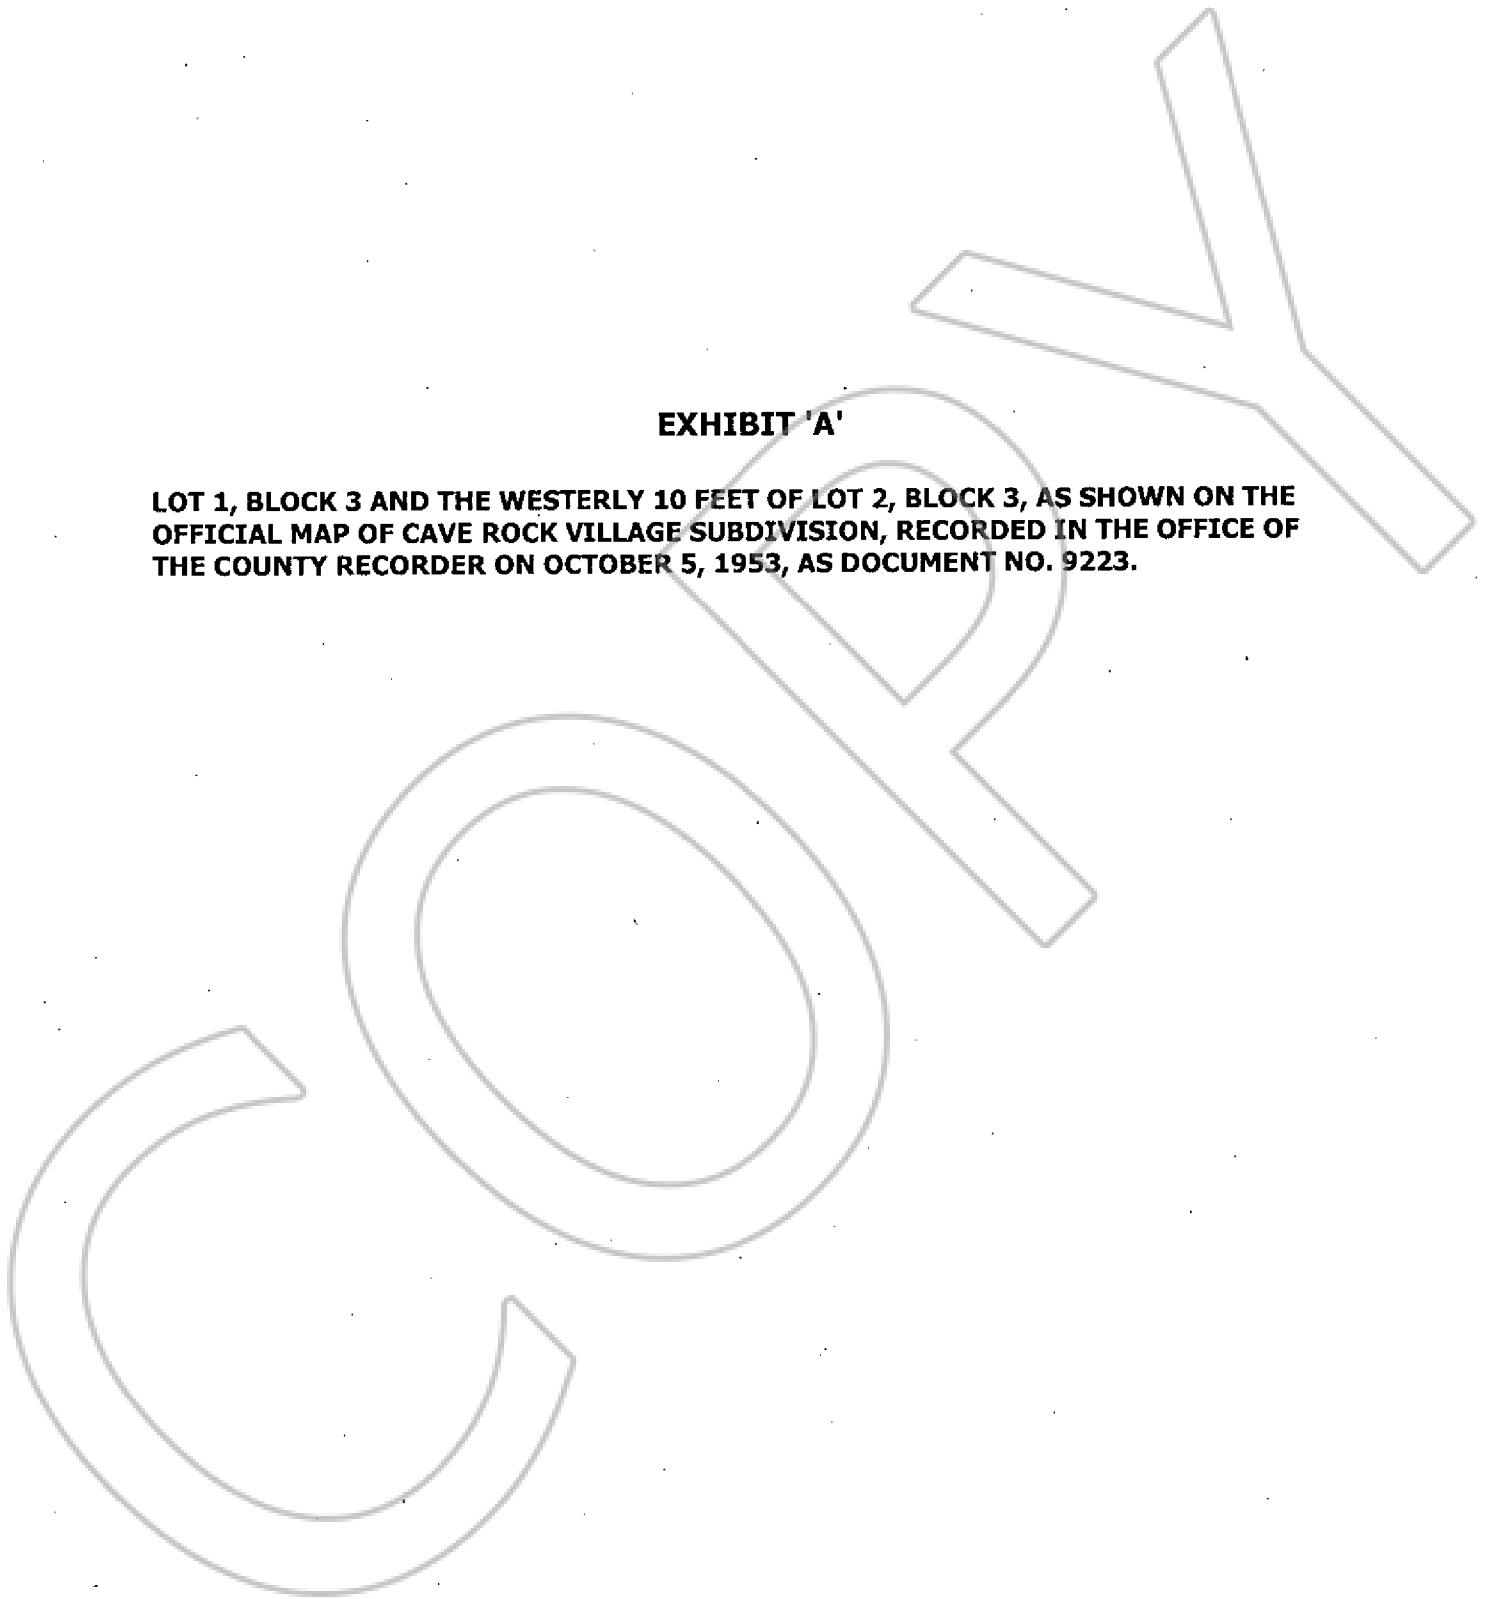 EXHIBIT 'A'
LOT 1, BLOCK 3 AND THE WESTERLY 10 FEET OF LOT 2, BLOCK 3, AS SHOWN ON THE
OFFICIAL MAP OF CAVE ROCK VILLAGE SUBDIVISION, RECORDED IN THE OFFICE OF
THE COUNTY RECORDER ON OCTOBER 5, 1953, AS DOCUMENT NO. 9223.
COPY